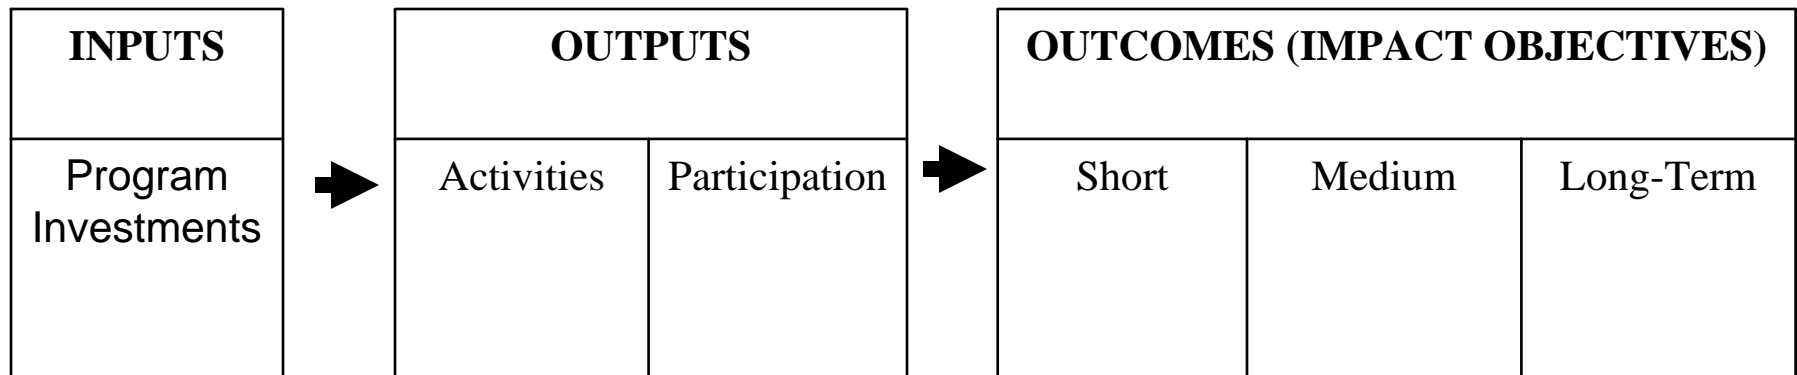 INPUTS
Program
Investments
OUTPUTS
Activities
Participation
OUTCOMES (IMPACT OBJECTIVES)
Short
Medium
Long-Term